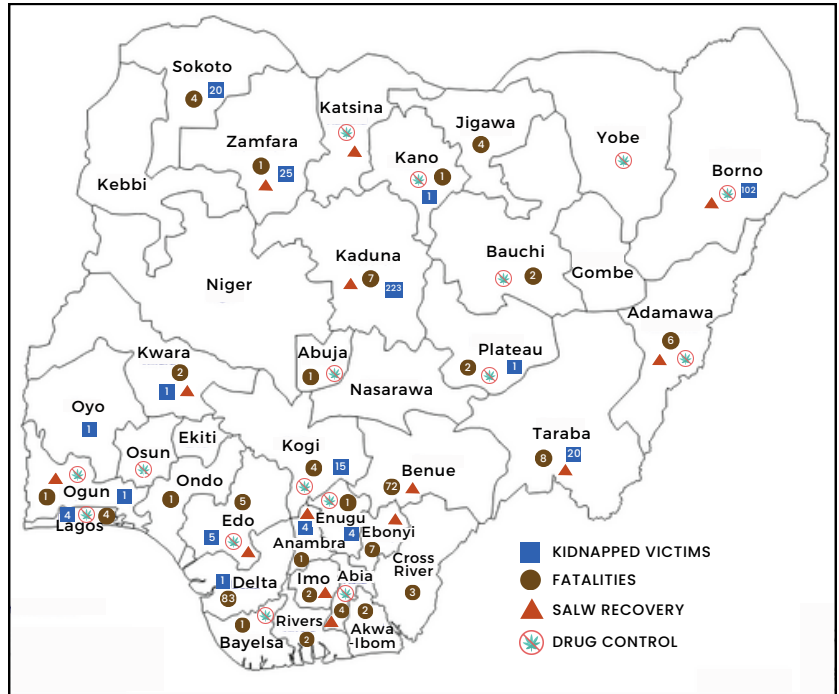 Sokoto
4
20
Katsina
Zamfara
1
25
Kano
1
1
Jigawa
4
Yobe
Borno
102
Kebbi
Kaduna
7
223
Niger
Bauchi
2
Gombe
Adamawa
6
Kwara
2
1
Abuja
1
Plateau
2
1
Nasarawa
Oyo
1
Osun
Ekiti
Kogi
4
15
Benue
72
Taraba
8
20
Ogun
1
1
Lagos
4
4
Ondo
1
Edo
5
5
Enugu
1
4
Anambra
4
1
Ebonyi
7
Cross
River
3
Delta
1
83
Imo
2
Abia
4
Bayelsa
1
Rivers
2
Akwa
-Ibom
2
KIDNAPPED VICTIMS
FATALITIES
SALW RECOVERY
DRUG CONTROL